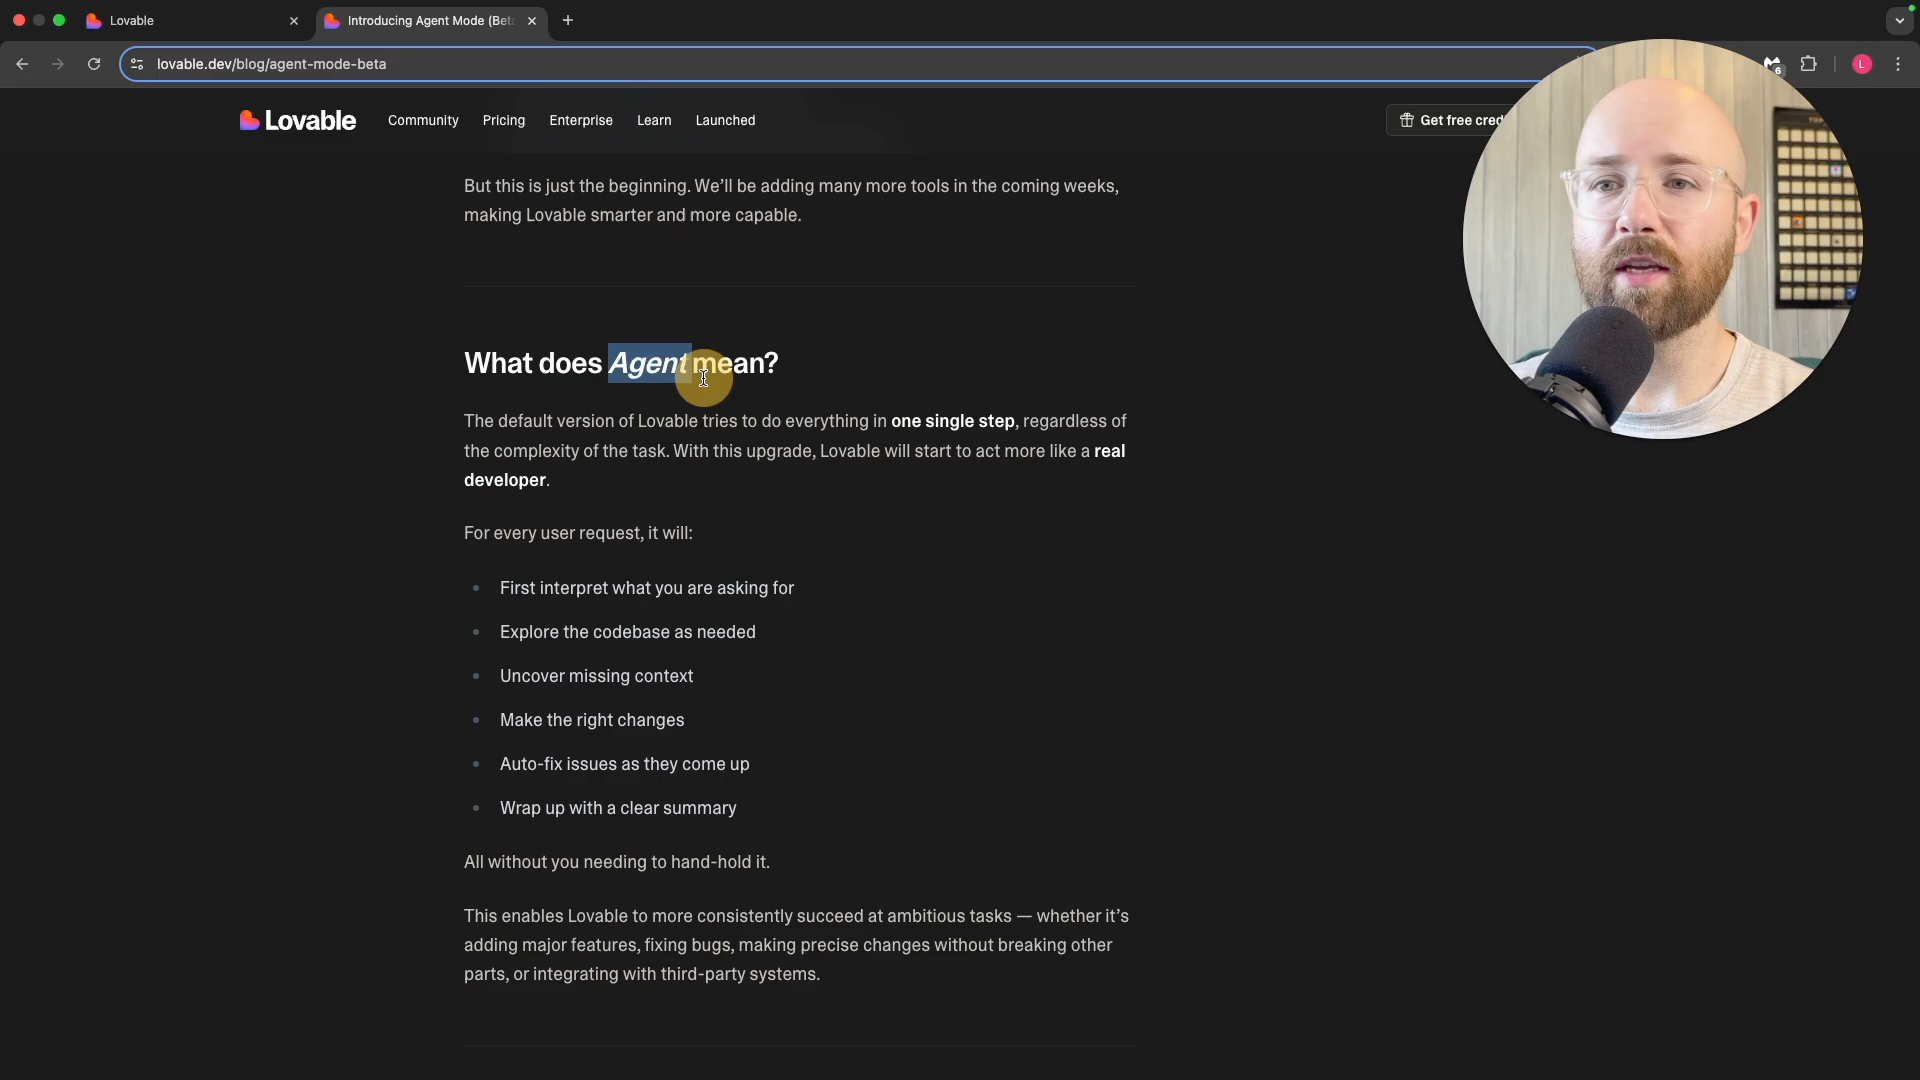 Lovable
Introducing Agent Mode (Bet
lovable.dev/blog/agent-mode-beta
6
L
Lovable
Community
Pricing
Enterprise
Learn
Launched
Get free cred
But this is just the beginning. We'll be adding many more tools in the coming weeks,
making Lovable smarter and more capable.
What does Agent mean?
The default version of Lovable tries to do everything in one single step, regardless of
the complexity of the task. With this upgrade, Lovable will start to act more like a real
developer.
For every user request, it will:
• First interpret what you are asking for
• Explore the codebase as needed
• Uncover missing context
• Make the right changes
• Auto-fix issues as they come up
• Wrap up with a clear summary
All without you needing to hand-hold it.
This enables Lovable to more consistently succeed at ambitious tasks — whether it's
adding major features, fixing bugs, making precise changes without breaking other
parts, or integrating with third-party systems.